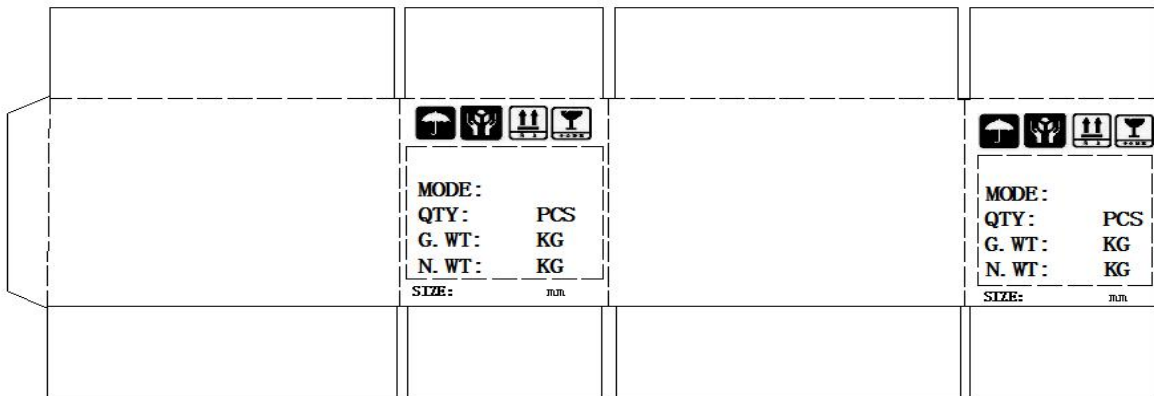 MODE:
QTY: PCS
G. WT: KG
N. WT: KG
SIZE: mm
MODE:
QTY: PCS
G. WT: KG
N. WT: KG
SIZE: mm